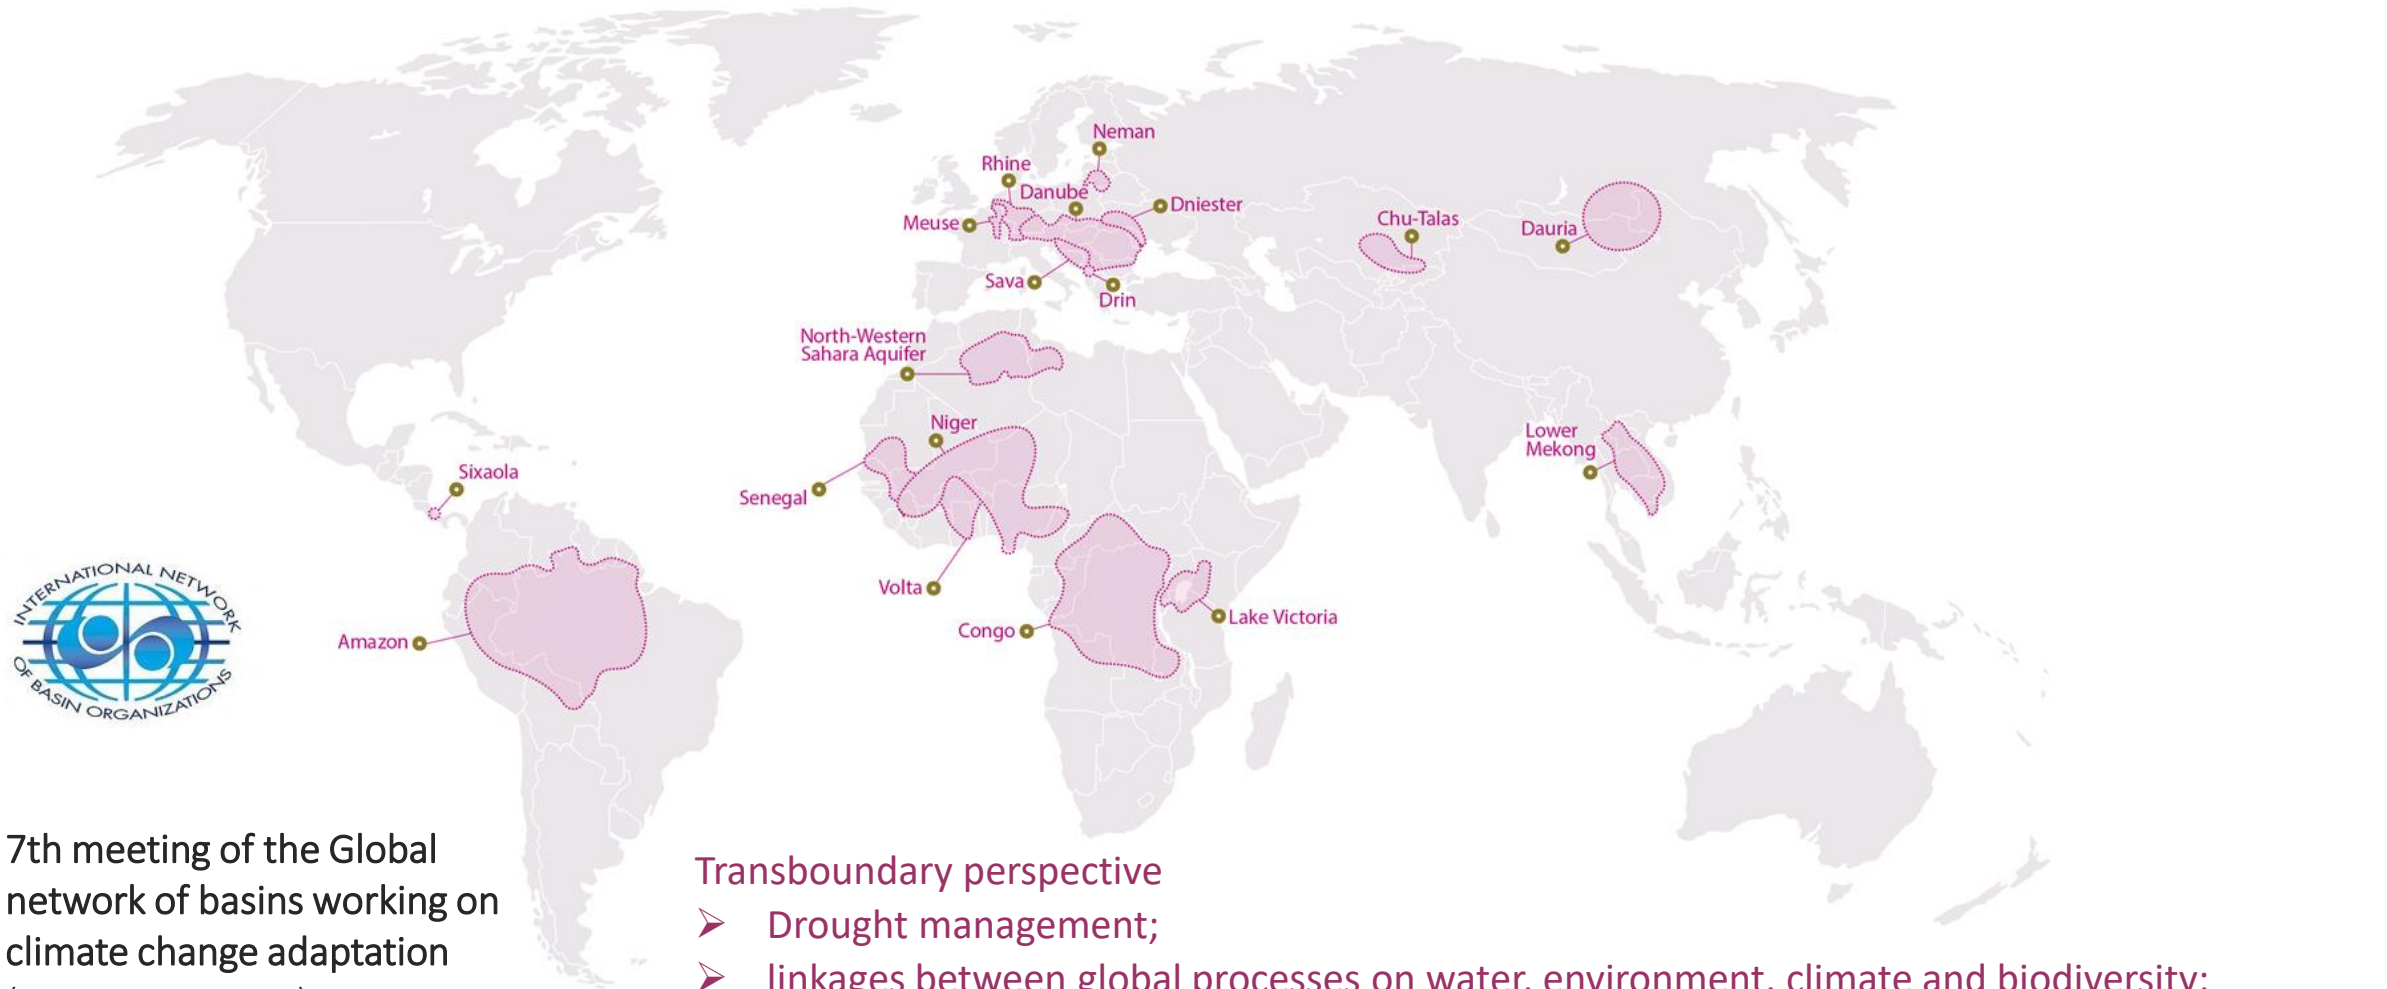 Neman
Rhine
Danube
Dniester
Meuse
Chu-Talas
Dauria
Sava
Drin
North-Western
Sahara Aquifer
Niger
Lower
Mekong
Sixaola
Senegal
Volta
Congo
Lake Victoria
Amazon
INTERNATIONAL NETWORK
OF BASIN ORGANIZATIONS
7th meeting of the Global
network of basins working on
climate change adaptation
Transboundary perspective
➢ Drought management;
➢ linkages between global processes on water, environment, climate and biodiversity;